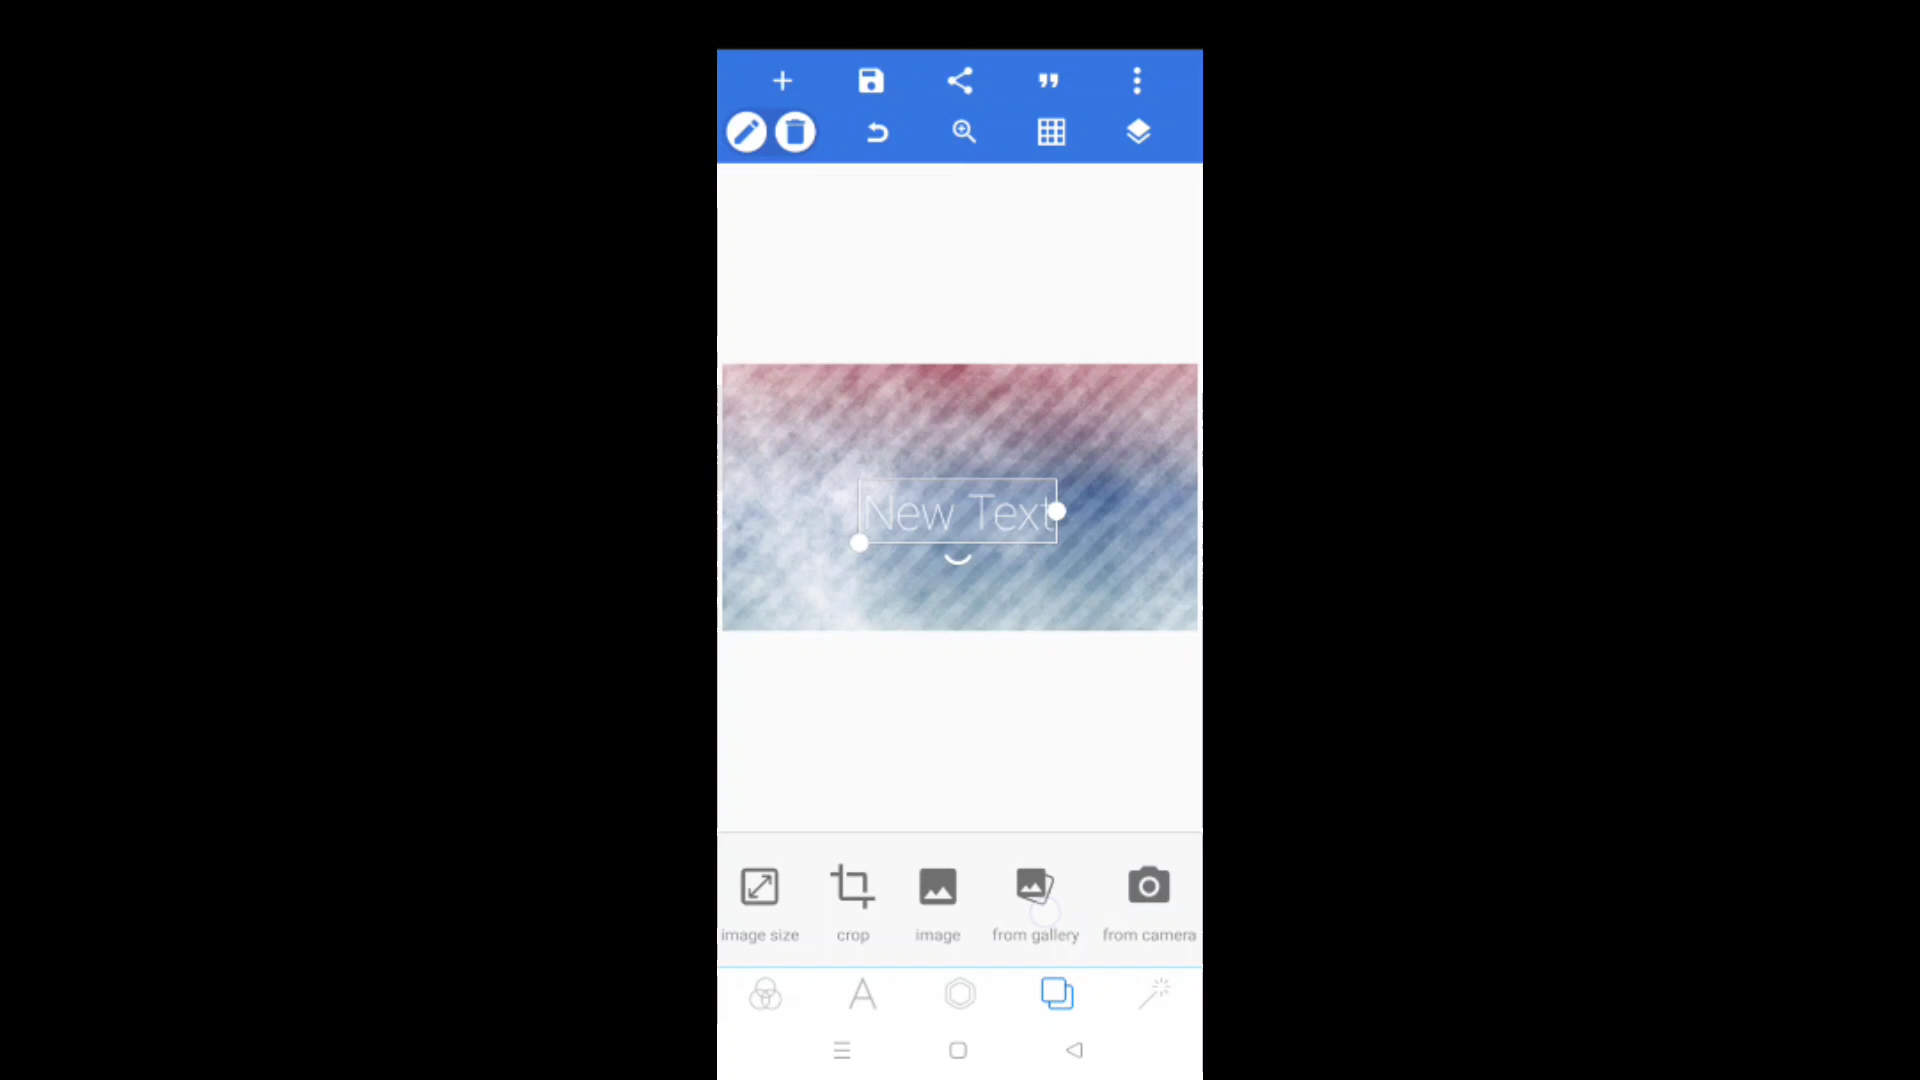 New Text
image size
crop
image
from gallery
from camera